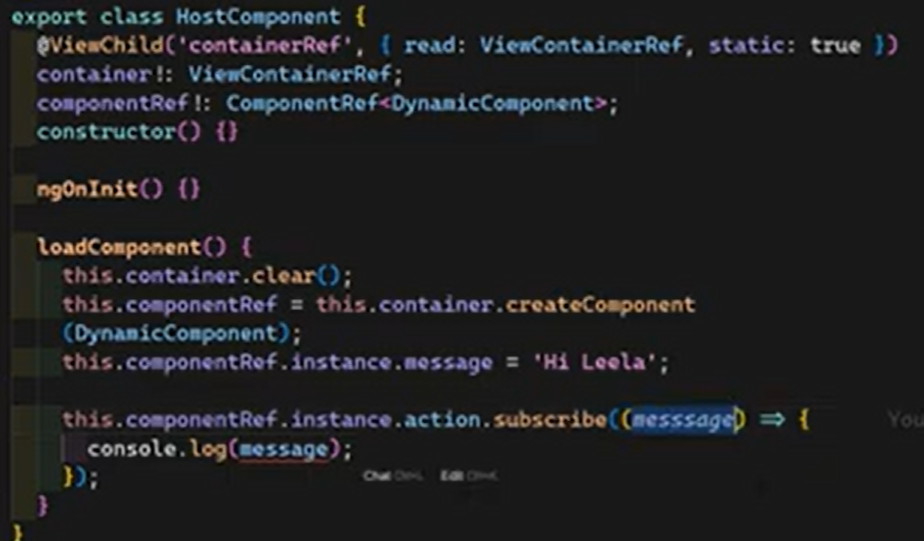 export class HostComponent {
@ViewChild('containerRef', { read: ViewContainerRef, static: true })
container!: ViewContainerRef;
componentRef!: ComponentRef<DynamicComponent>;
constructor() {}
ngOnInit() {}
loadComponent() {
this.container.clear();
this.componentRef = this.container.createComponent
(DynamicComponent);
this.componentRef.instance.message = 'Hi Leela';
this.componentRef.instance.action.subscribe((messsage) => { You
console.log(message);
Chat Edit
});
}
}